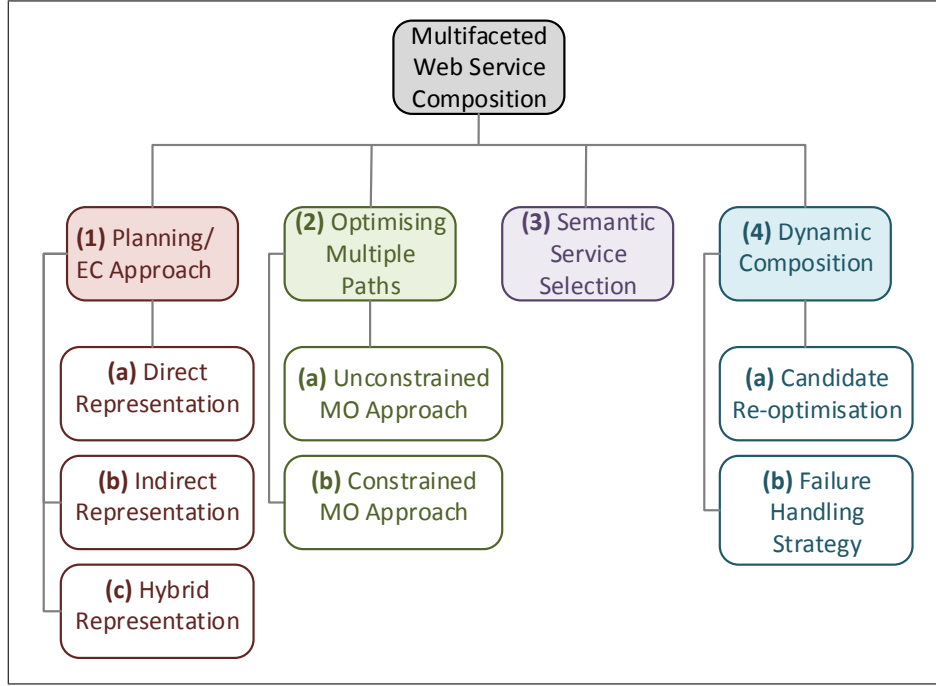 Multifaceted
Web Service
Composition
(1) Planning/
EC Approach
(2) Optimising
Multiple
Paths
(3) Semantic
Service
Selection
(4) Dynamic
Composition
(a) Direct
Representation
(b) Indirect
Representation
(c) Hybrid
Representation
(a) Unconstrained
MO Approach
(b) Constrained
MO Approach
(a) Candidate
Re-optimisation
(b) Failure
Handling
Strategy